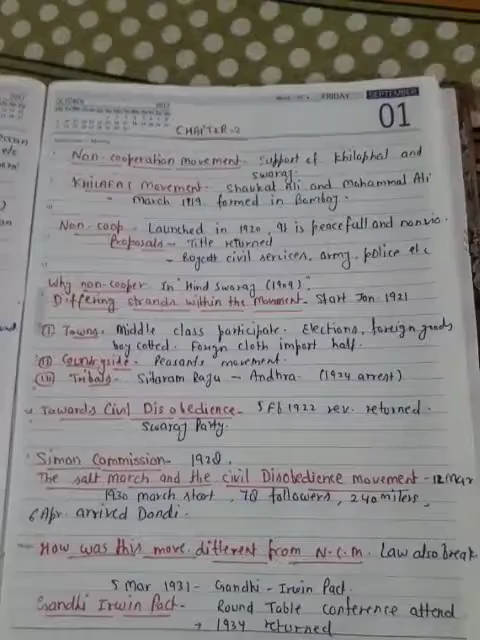 OCTOBER 2017
FRIDAY SEPTEMBER
01
CHAPTER-2
Non-cooperation movement- Support of Khilaphat and
swaraj.
Khilafat Movement- Shaukat Ali and Mohammal Ali
- March 1919 formed in Bombay.
Non-coop- Launched in 1920, It is peacefull and nonvio.
Proposals- Title returned
- Boycott civil services, army, police etc
Why non-cooper In "Hind Swaraj (1909)".
Differing strands within the Movment. Start Jan. 1921
(i) Towns. Middle class participate. Elections, foreign goods
boycotted. Foreign cloth import half.
(ii) Countryside. Peasants movement.
(iii) Tribals- Sitaram Raju - Andhra. (1924 arrest)
Towards Civil Disobedience- 5 Fb 1922 rev. returned.
Swaraj Party.
Simon Commission- 1928.
The salt march and the civil Disobedience movement- 12 Mar
1930 march start, 78 followers, 240 milers,
6 Apr. arrived Dandi.
How was this move. different from N.C.M. Law also break.
5 Mar 1931- Gandhi-Irwin Pact.
Gandhi Irwin Pact- Round Table conference attend
→ 1934 returned